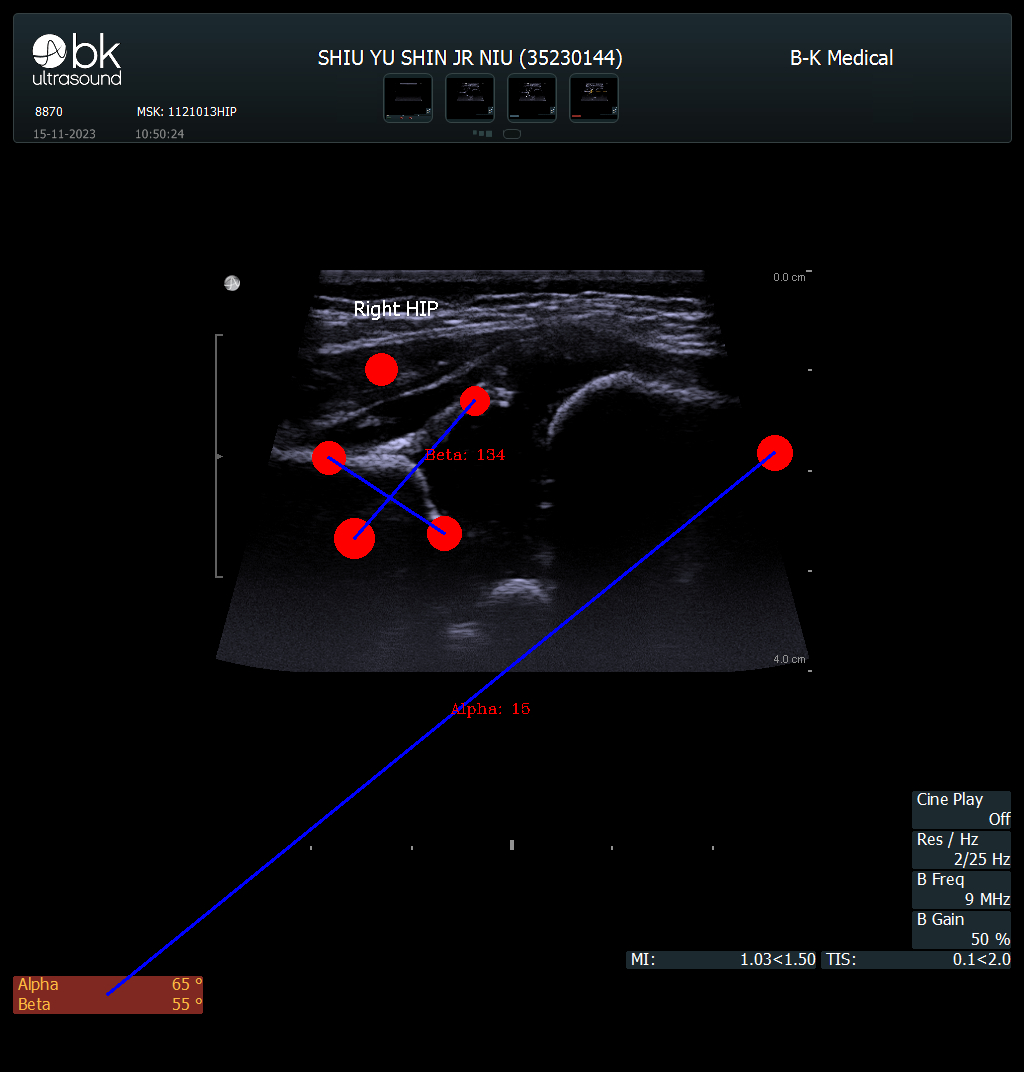 bk
ultrasound
SHIU YU SHIN JR NIU (35230144)
B-K Medical
8870
MSK: 1121013HIP
15-11-2023
10:50:24
0.0 cm
Right HIP
Beta: 134
4.0 cm
Alpha: 15
Cine Play
Off
Res / Hz
2/25 Hz
B Freq
9 MHz
B Gain
50 %
MI: 1.03<1.50
TIS: 0.1<2.0
Alpha 65 º
Beta 55 º